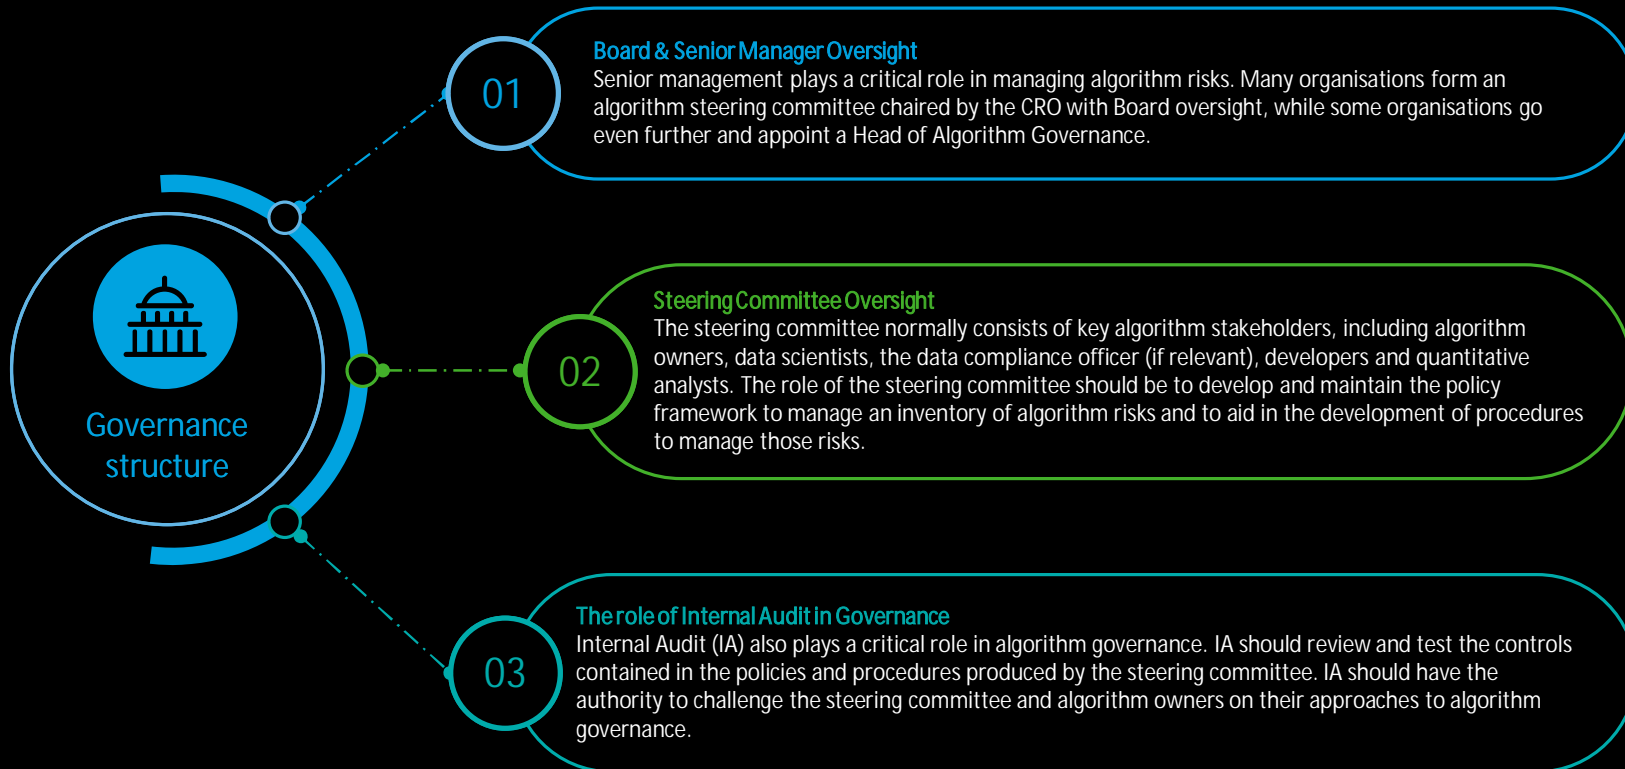 01
Board & Senior Manager Oversight
Senior management plays a critical role in managing algorithm risks. Many organisations form an
algorithm steering committee chaired by the CRO with Board oversight, while some organisations go
even further and appoint a Head of Algorithm Governance.
Governance
structure
02
Steering Committee Oversight
The steering committee normally consists of key algorithm stakeholders, including algorithm
owners, data scientists, the data compliance officer (if relevant), developers and quantitative
analysts. The role of the steering committee should be to develop and maintain the policy
framework to manage an inventory of algorithm risks and to aid in the development of procedures
to manage those risks.
03
The role of Internal Audit in Governance
Internal Audit (IA) also plays a critical role in algorithm governance. IA should review and test the controls
contained in the policies and procedures produced by the steering committee. IA should have the
authority to challenge the steering committee and algorithm owners on their approaches to algorithm
governance.